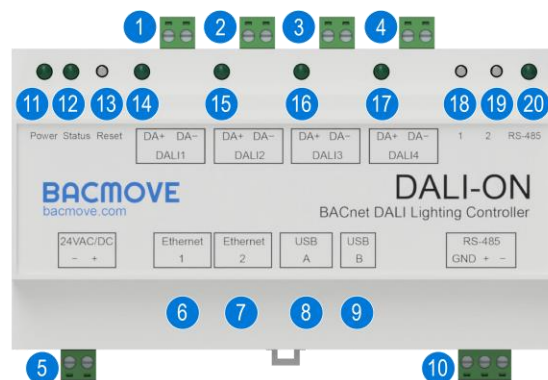 1 2 3 4
11 12 13 14 15 16 17 18 19 20
Power Status Reset DA+ DA− DA+ DA− DA+ DA− DA+ DA− 1 2 RS-485
DALI1 DALI2 DALI3 DALI4
BACMOVE DALI-ON
bacmove.com BACnet DALI Lighting Controller
24VAC/DC Ethernet Ethernet USB USB RS-485
− + 1 2 A B GND + −
6 7 8 9
5 10